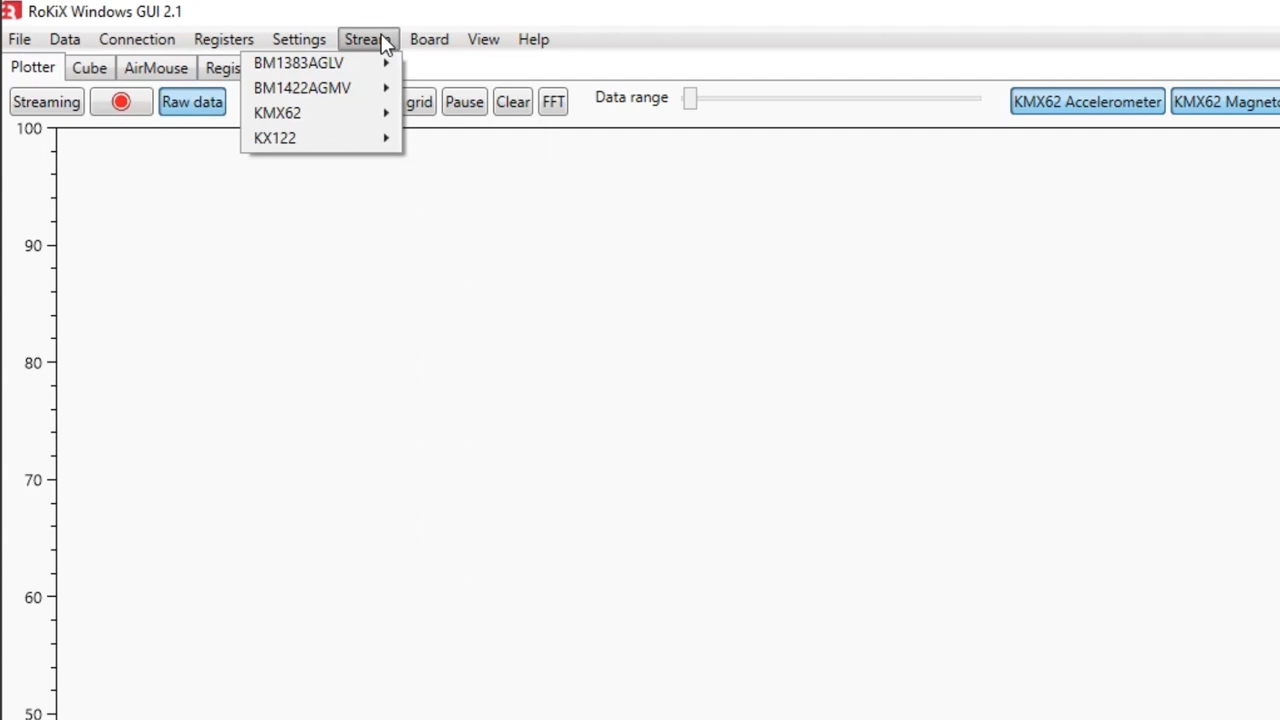 RoKiX Windows GUI 2.1
File Data Connection Registers Settings Stream Board View Help
Plotter Cube AirMouse Regis
BM1383AGLV
BM1422AGMV
KMX62
KX122
Streaming Raw data grid Pause Clear FFT Data range KMX62 Accelerometer KMX62 Magneto
100
90
80
70
60
50